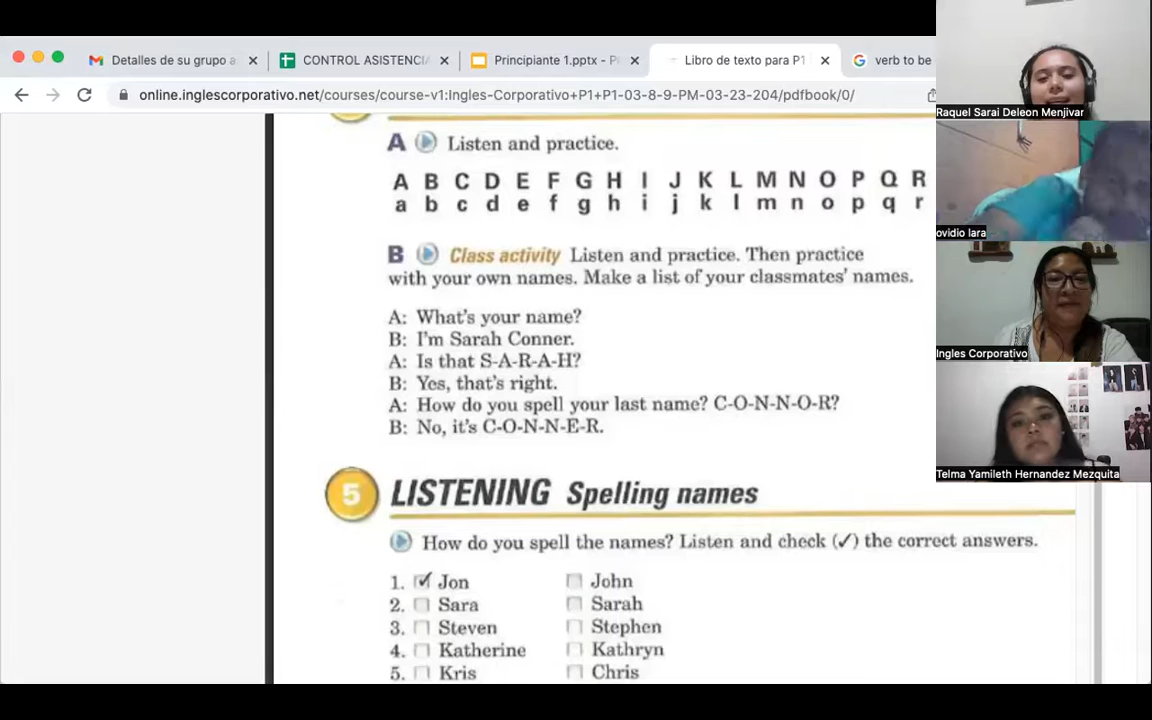 Detalles de su grupo a
CONTROL ASISTENCIA
Principiante 1.pptx - P
Libro de texto para P1
verb to be
online.inglescorporativo.net/courses/course-v1:Ingles-Corporativo+P1+P1-03-8-9-PM-03-23-204/pdfbook/0/
A Listen and practice.
A B C D E F G H I J K L M N O P Q R
a b c d e f g h i j k l m n o p q r
B Class activity Listen and practice. Then practice
with your own names. Make a list of your classmates' names.
A: What's your name?
B: I'm Sarah Conner.
A: Is that S-A-R-A-H?
B: Yes, that's right.
A: How do you spell your last name? C-O-N-N-O-R?
B: No, it's C-O-N-N-E-R.
5 LISTENING Spelling names
How do you spell the names? Listen and check (✓) the correct answers.
1. ✓ Jon John
2. Sara Sarah
3. Steven Stephen
4. Katherine Kathryn
5. Kris Chris
Raquel Sarai Deleon Menjivar
ovidio lara
Ingles Corporativo
Telma Yamileth Hernandez Mezquita